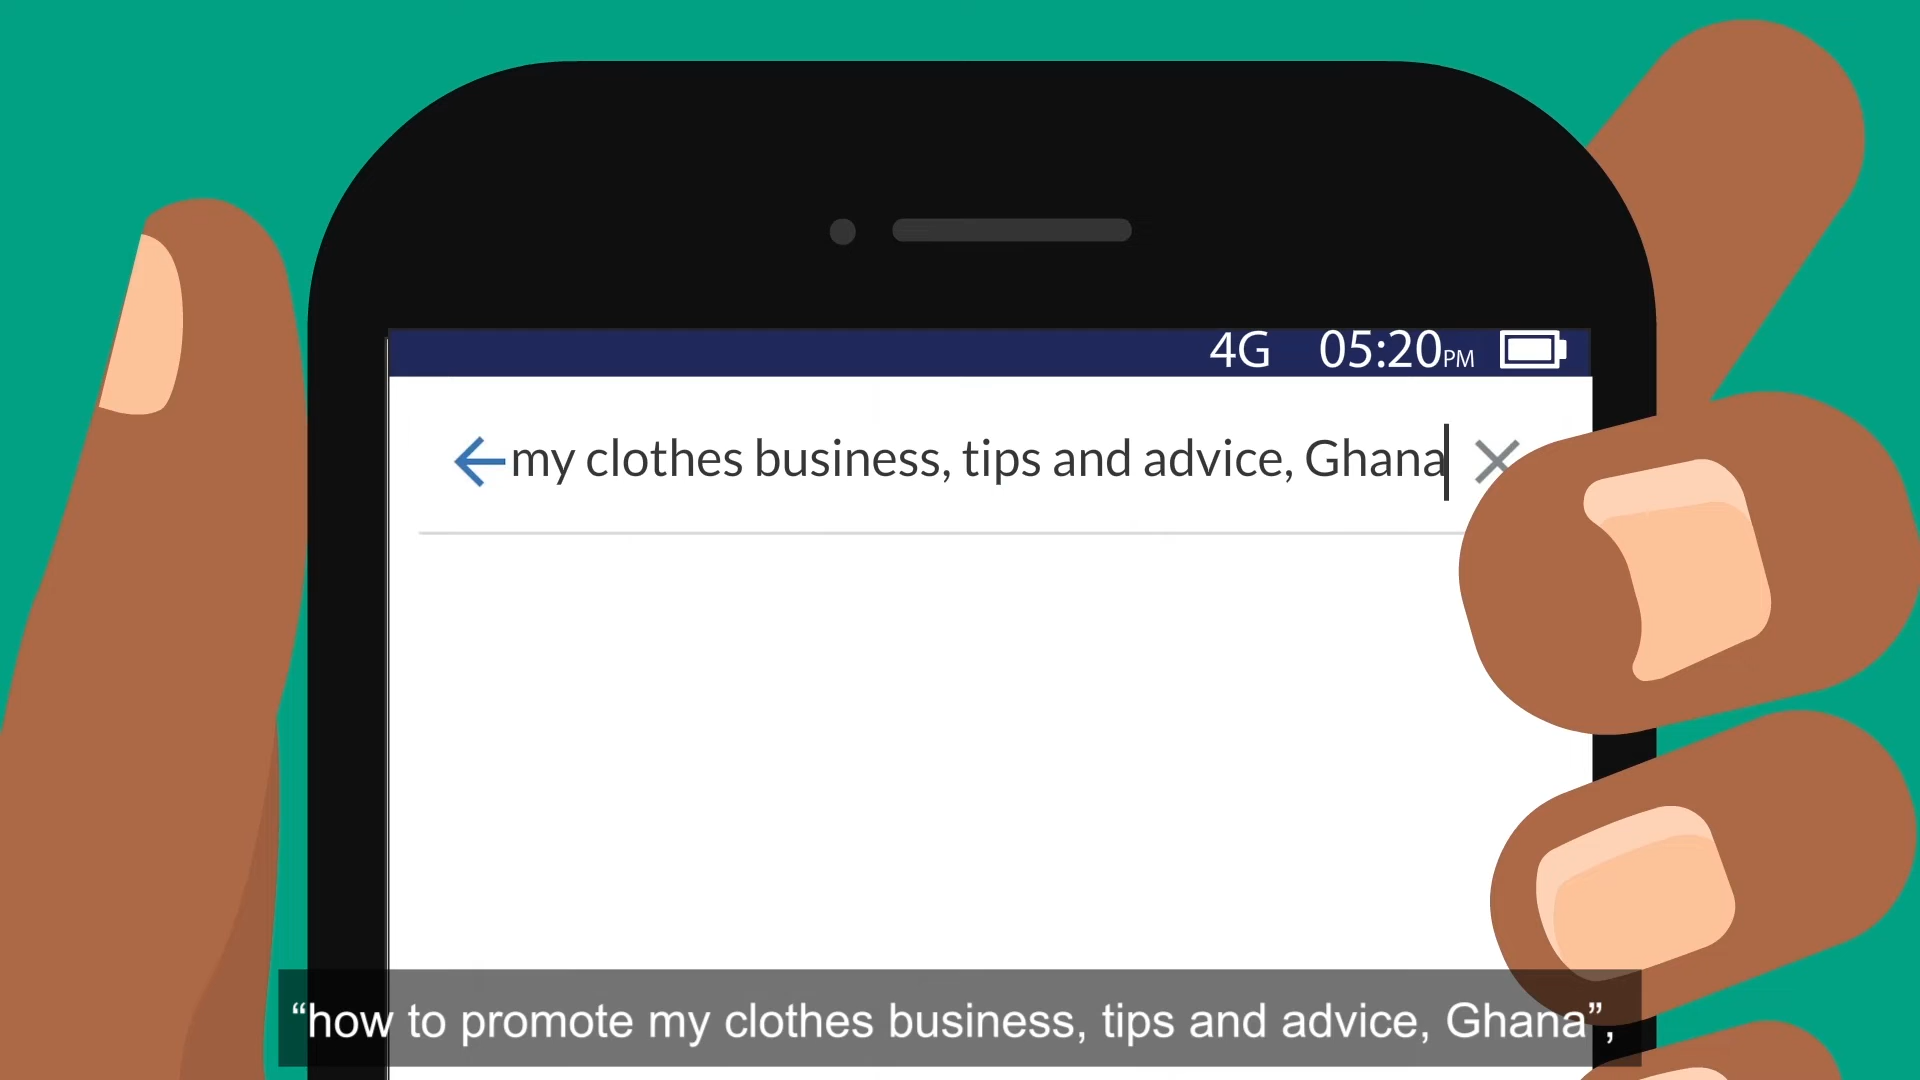 4G 05:20PM
my clothes business, tips and advice, Ghana
“how to promote my clothes business, tips and advice, Ghana”,